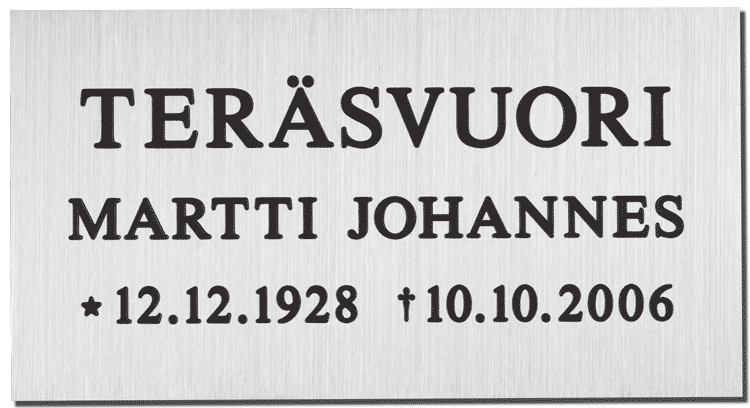 TERÄSVUORI
MARTTI JOHANNES
★12.12.1928 †10.10.2006